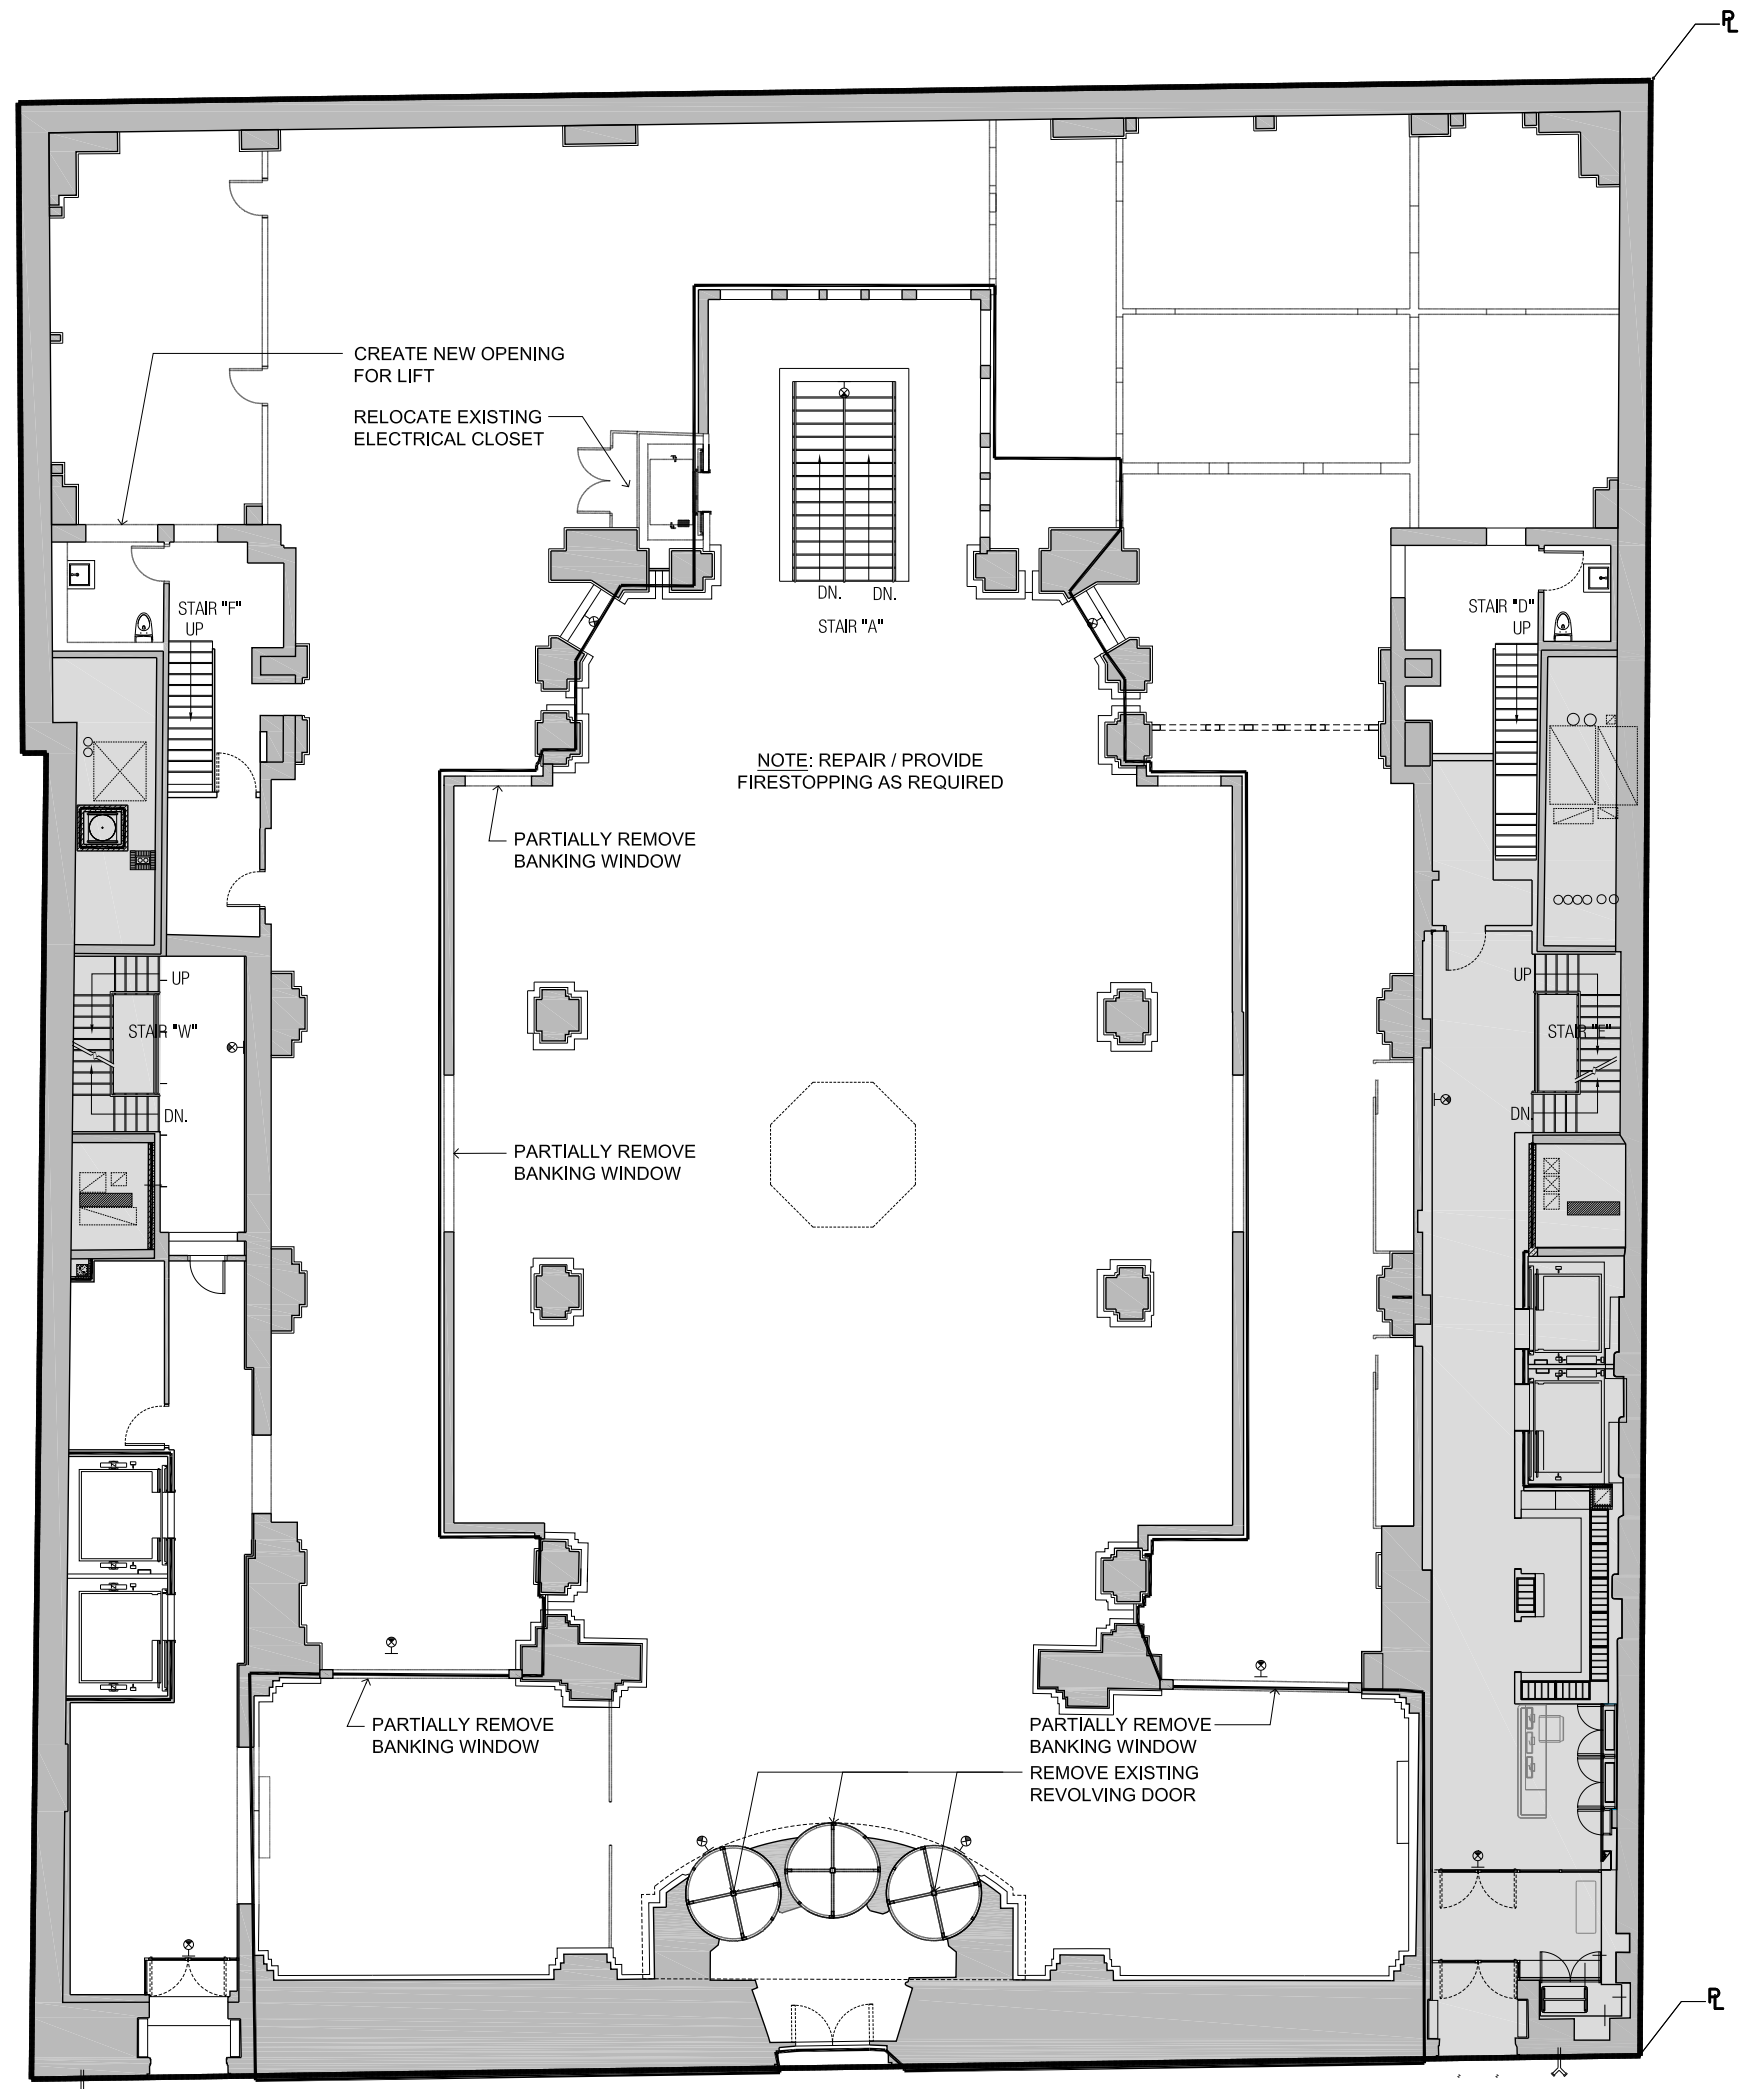 PL
CREATE NEW OPENING
FOR LIFT
RELOCATE EXISTING
ELECTRICAL CLOSET
DN. DN.
STAIR "A"
STAIR "F"
UP
STAIR "D"
UP
NOTE: REPAIR / PROVIDE
FIRESTOPPING AS REQUIRED
PARTIALLY REMOVE
BANKING WINDOW
UP
STAIR "W"
DN.
UP
STAIR "E"
DN.
PARTIALLY REMOVE
BANKING WINDOW
PARTIALLY REMOVE
BANKING WINDOW
PARTIALLY REMOVE
BANKING WINDOW
REMOVE EXISTING
REVOLVING DOOR
PL